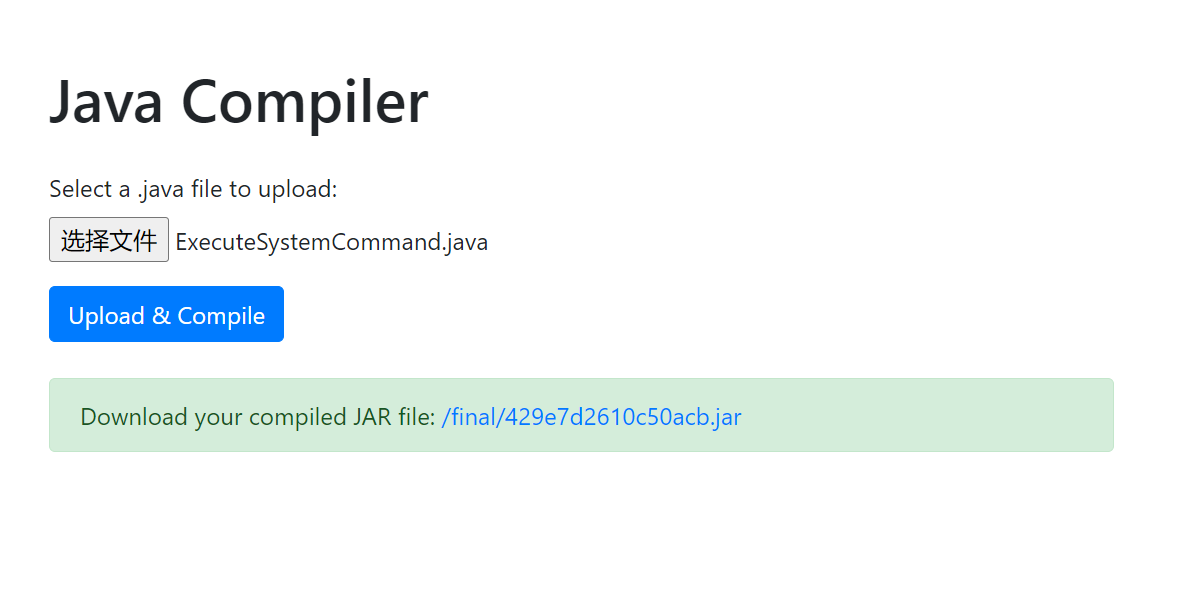 Java Compiler
Select a .java file to upload:
选择文件 ExecuteSystemCommand.java
Upload & Compile
Download your compiled JAR file: /final/429e7d2610c50acb.jar